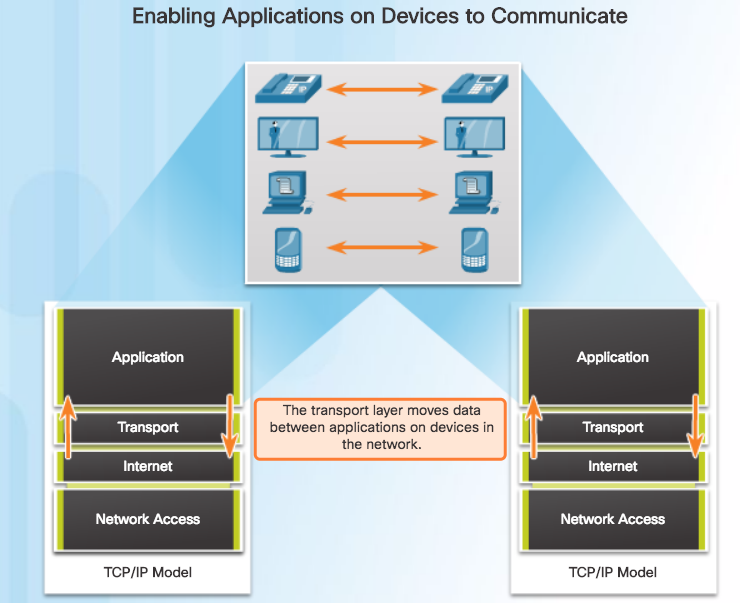 Enabling Applications on Devices to Communicate
Application
Transport
Internet
Network Access
TCP/IP Model
The transport layer moves data
between applications on devices in
the network.
Application
Transport
Internet
Network Access
TCP/IP Model